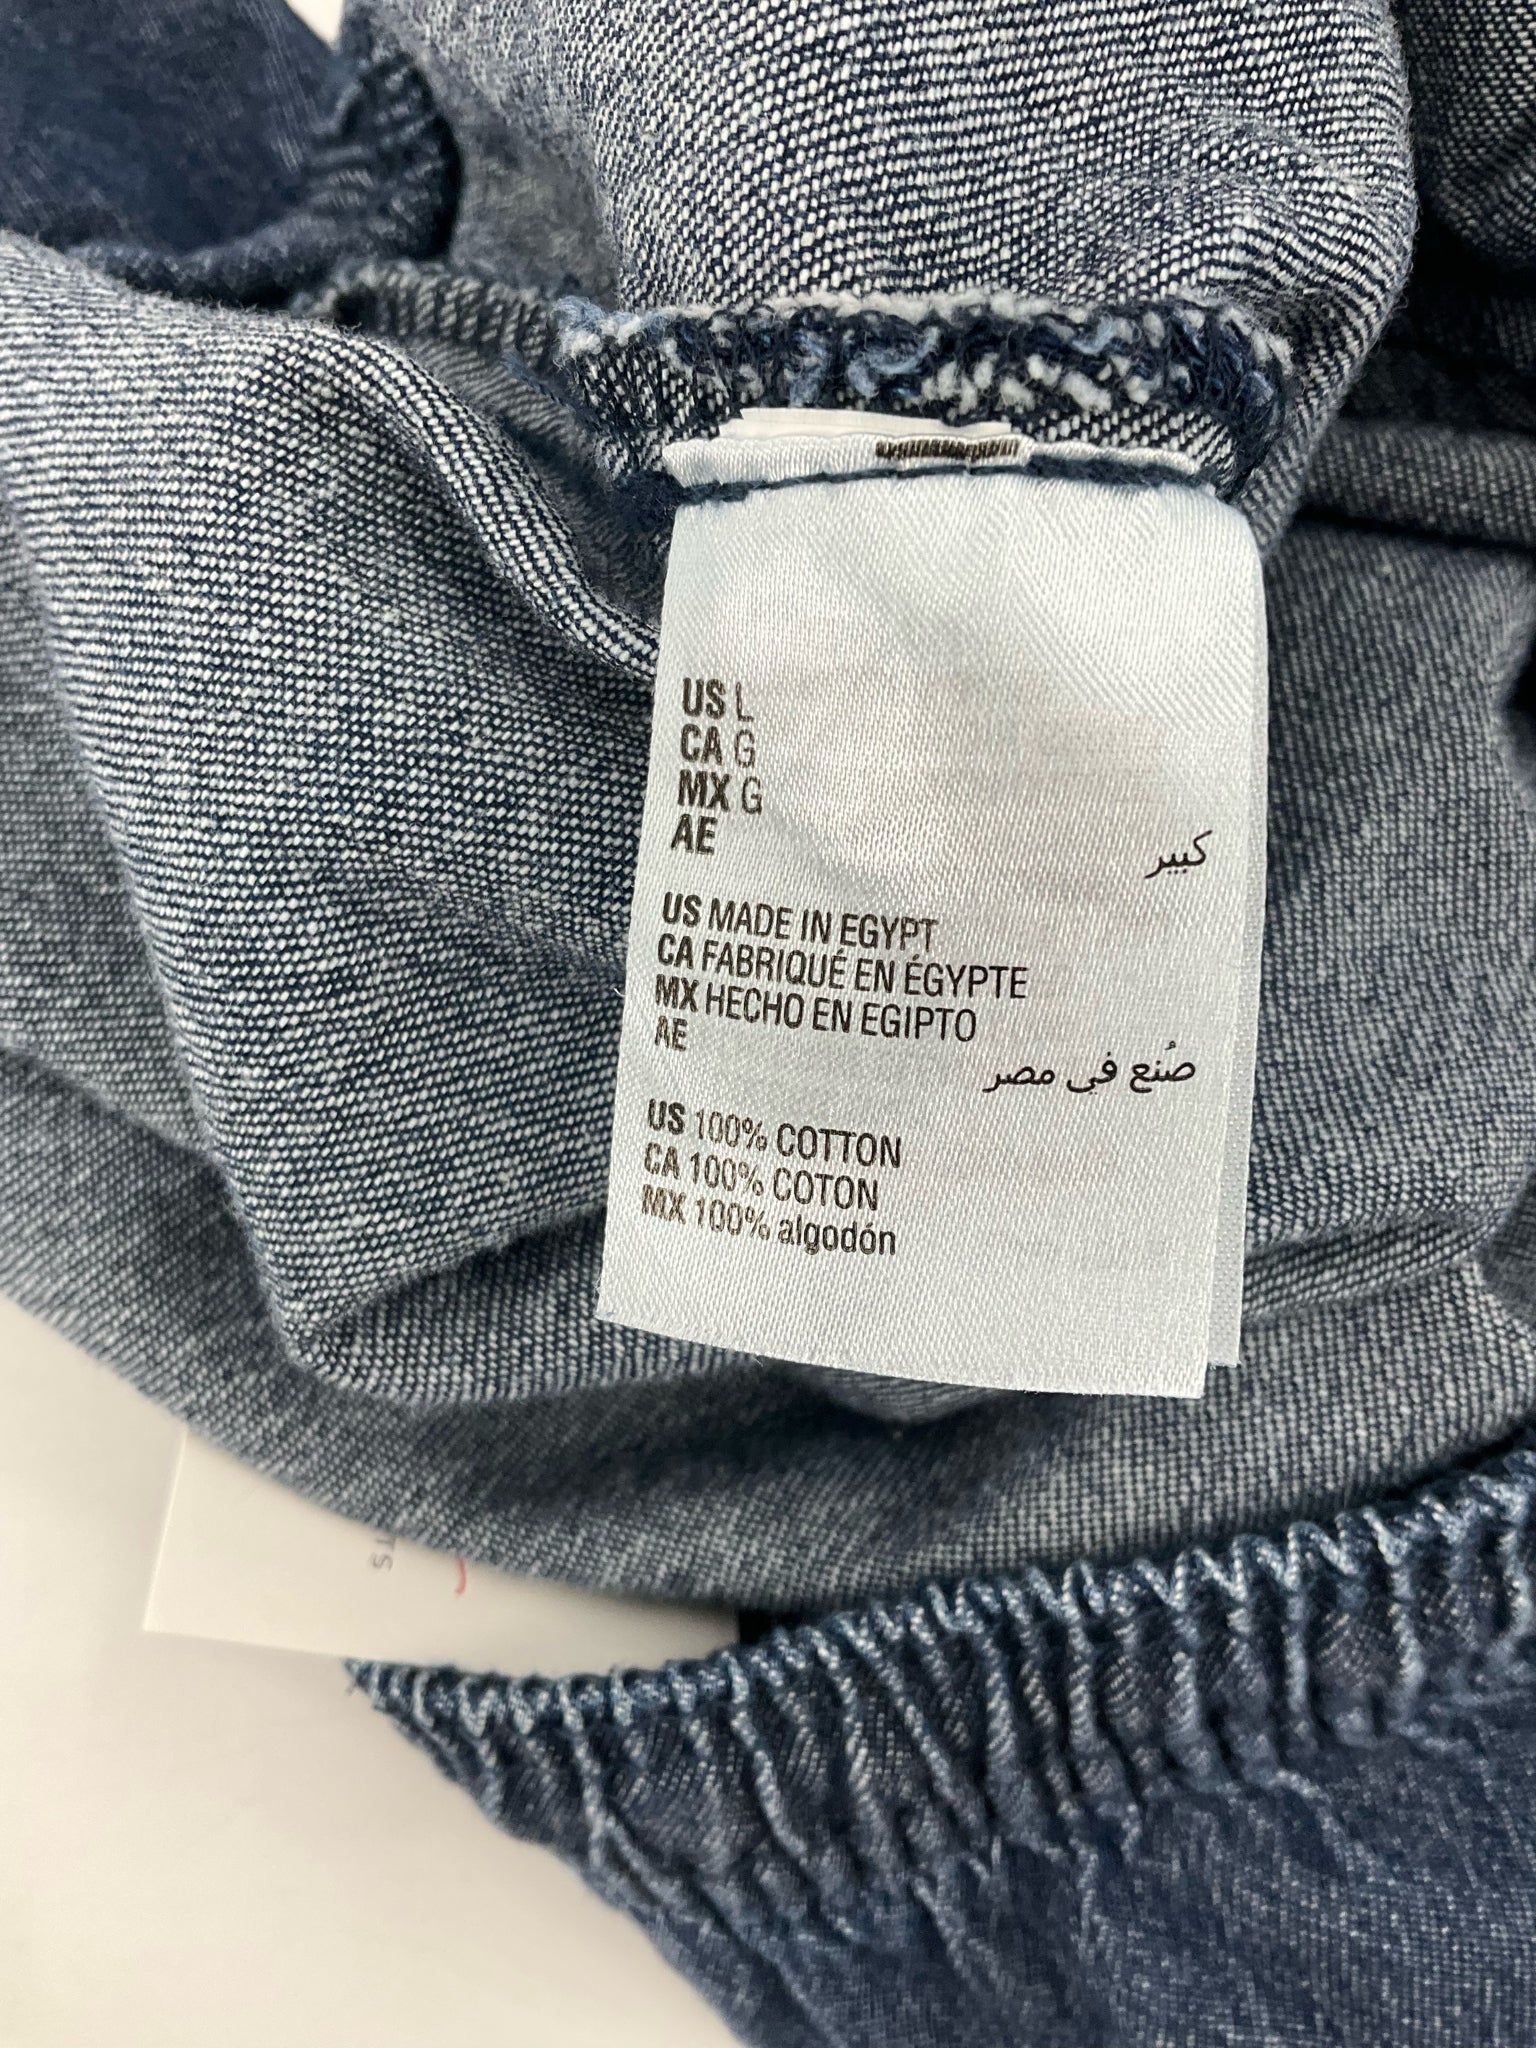 US L
CA G
MX G
AE كبير
US MADE IN EGYPT
CA FABRIQUÉ EN ÉGYPTE
MX HECHO EN EGIPTO
AE
صُنع في مصر
US 100% COTTON
CA 100% COTON
MX 100% algodón